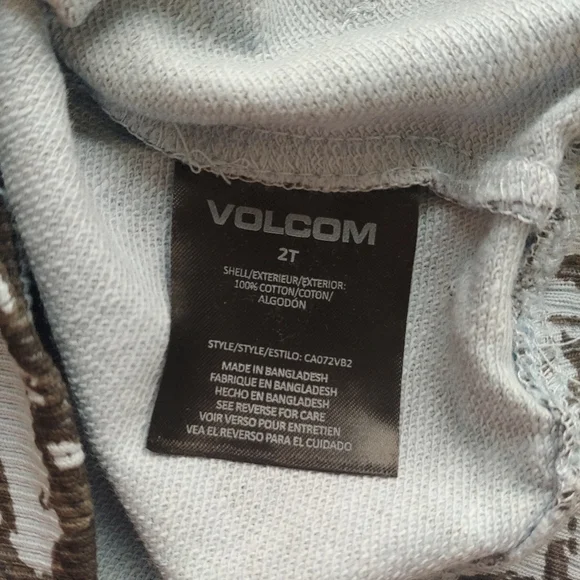 VOLCOM
2T
SHELL/EXTERIEUR/EXTERIOR:
100% COTTON/COTON/
ALGODÓN
STYLE/STYLE/ESTILO: CA072VB2
MADE IN BANGLADESH
FABRIQUE EN BANGLADESH
HECHO EN BANGLADESH
SEE REVERSE FOR CARE
VOIR VERSO POUR ENTRETIEN
VEA EL REVERSO PARA EL CUIDADO